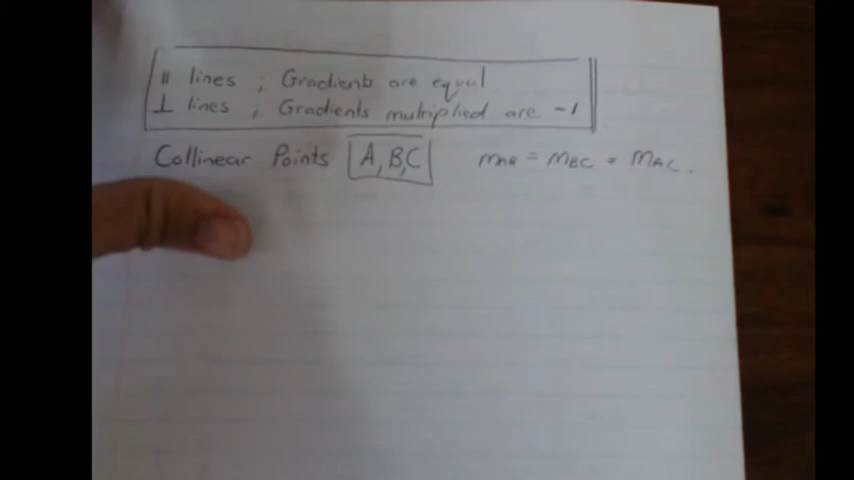 ∥ lines ; Gradients are equal
⊥ lines ; Gradients multiplied are -1
Collinear Points A, B, C mAB = mBC = mAC.